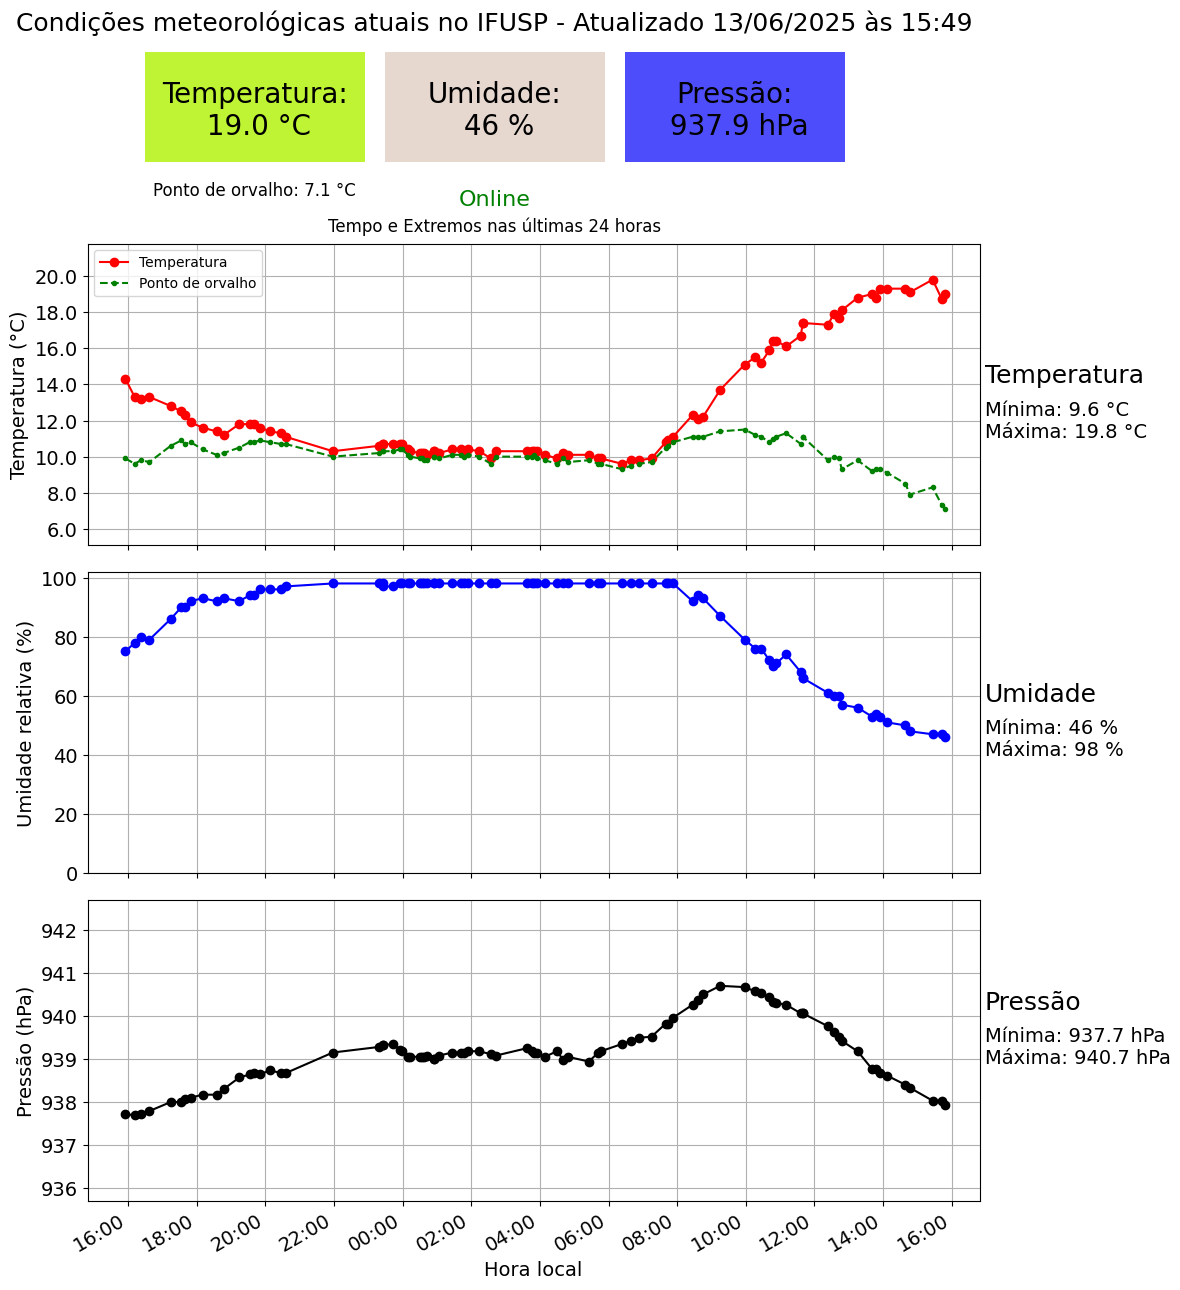 Condições meteorológicas atuais no IFUSP - Atualizado 13/06/2025 às 15:49
Temperatura:
19.0 °C
Umidade:
46 %
Pressão:
937.9 hPa
Ponto de orvalho: 7.1 °C
Online
Tempo e Extremos nas últimas 24 horas
Temperatura
Ponto de orvalho
Temperatura (°C)
20.0
18.0
16.0
14.0
12.0
10.0
8.0
6.0
Temperatura
Mínima: 9.6 °C
Máxima: 19.8 °C
Umidade relativa (%)
100
80
60
40
20
0
Umidade
Mínima: 46 %
Máxima: 98 %
Pressão (hPa)
942
941
940
939
938
937
936
Pressão
Mínima: 937.7 hPa
Máxima: 940.7 hPa
16:00 18:00 20:00 22:00 00:00 02:00 04:00 06:00 08:00 10:00 12:00 14:00 16:00
Hora local